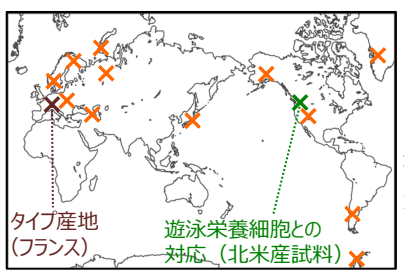 タイプ産地
(フランス)
遊泳栄養細胞との
対応（北米産試料）